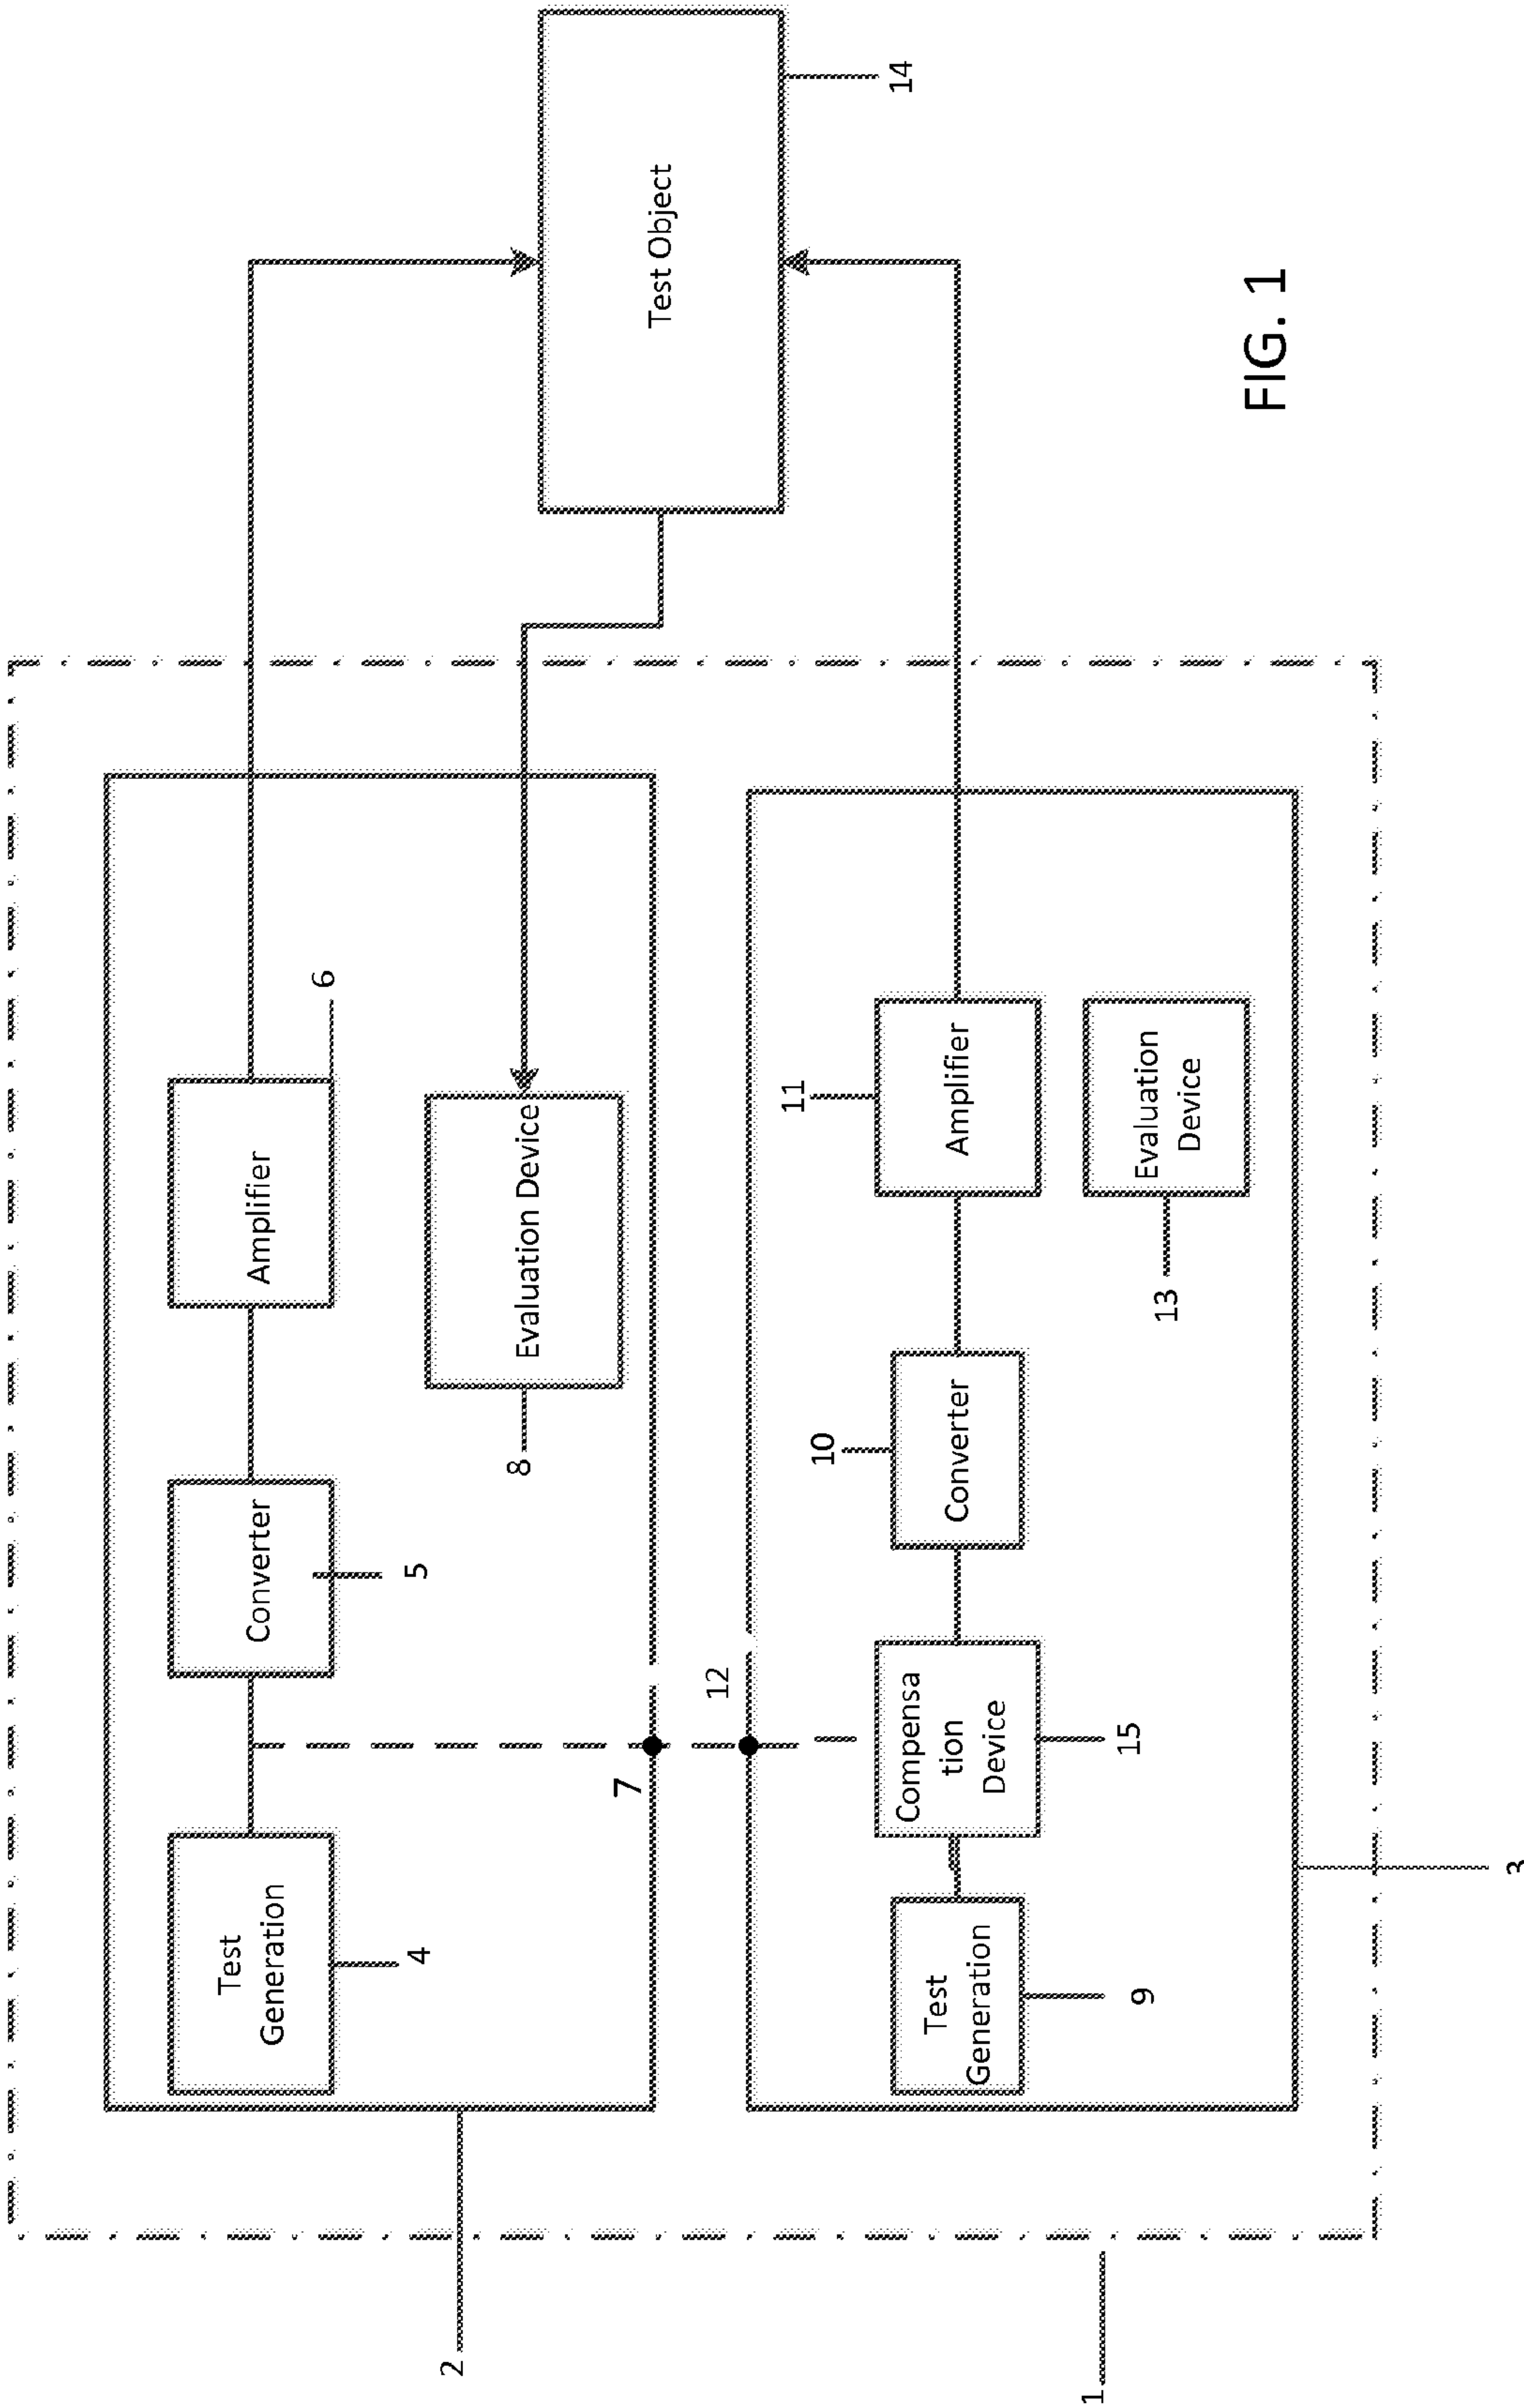 Test
Generation
4
Converter
5
Amplifier
6
Evaluation Device
8
7
12
2
Test
Generation
9
Compensa
tion
Device
15
Converter
10
Amplifier
11
Evaluation
Device
13
3
1
Test Object
14
FIG. 1